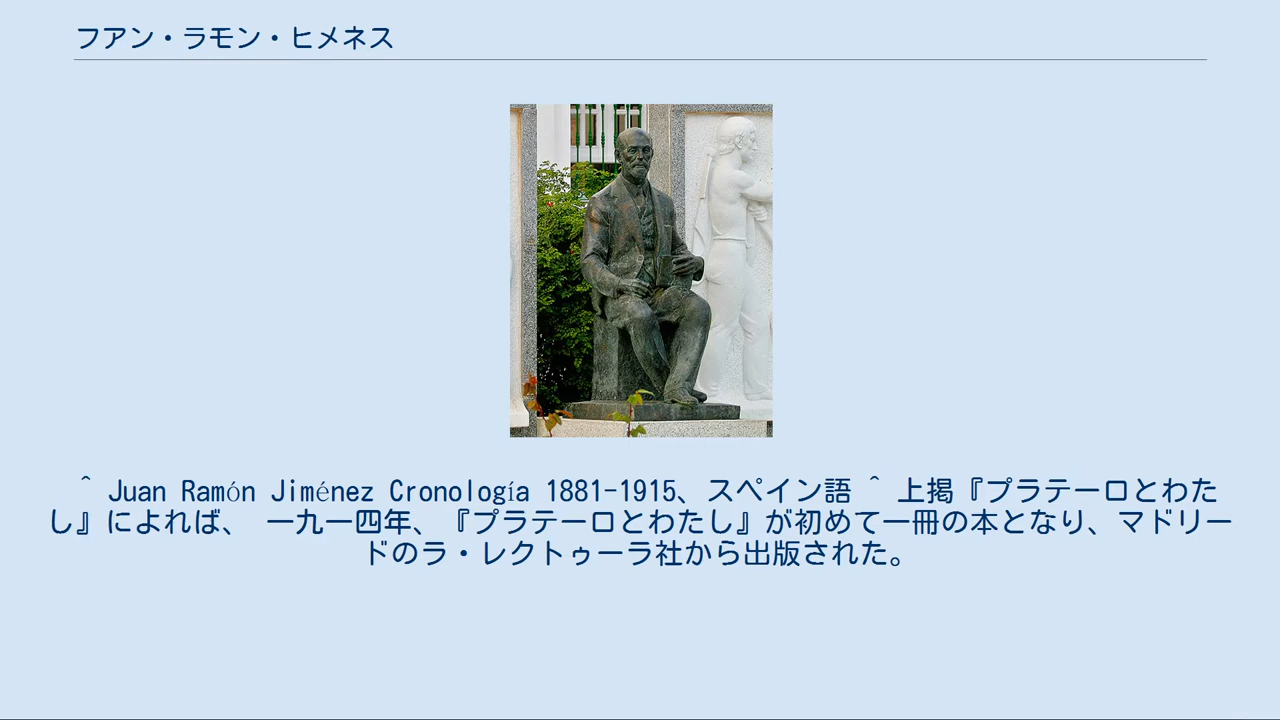 フアン・ラモン・ヒメネス
^ Juan Ramón Jiménez Cronología 1881-1915、スペイン語 ^ 上掲『プラテーロとわた
し』によれば、 一九一四年、『プラテーロとわたし』が初めて一冊の本となり、マドリー
ドのラ・レクトゥーラ社から出版された。